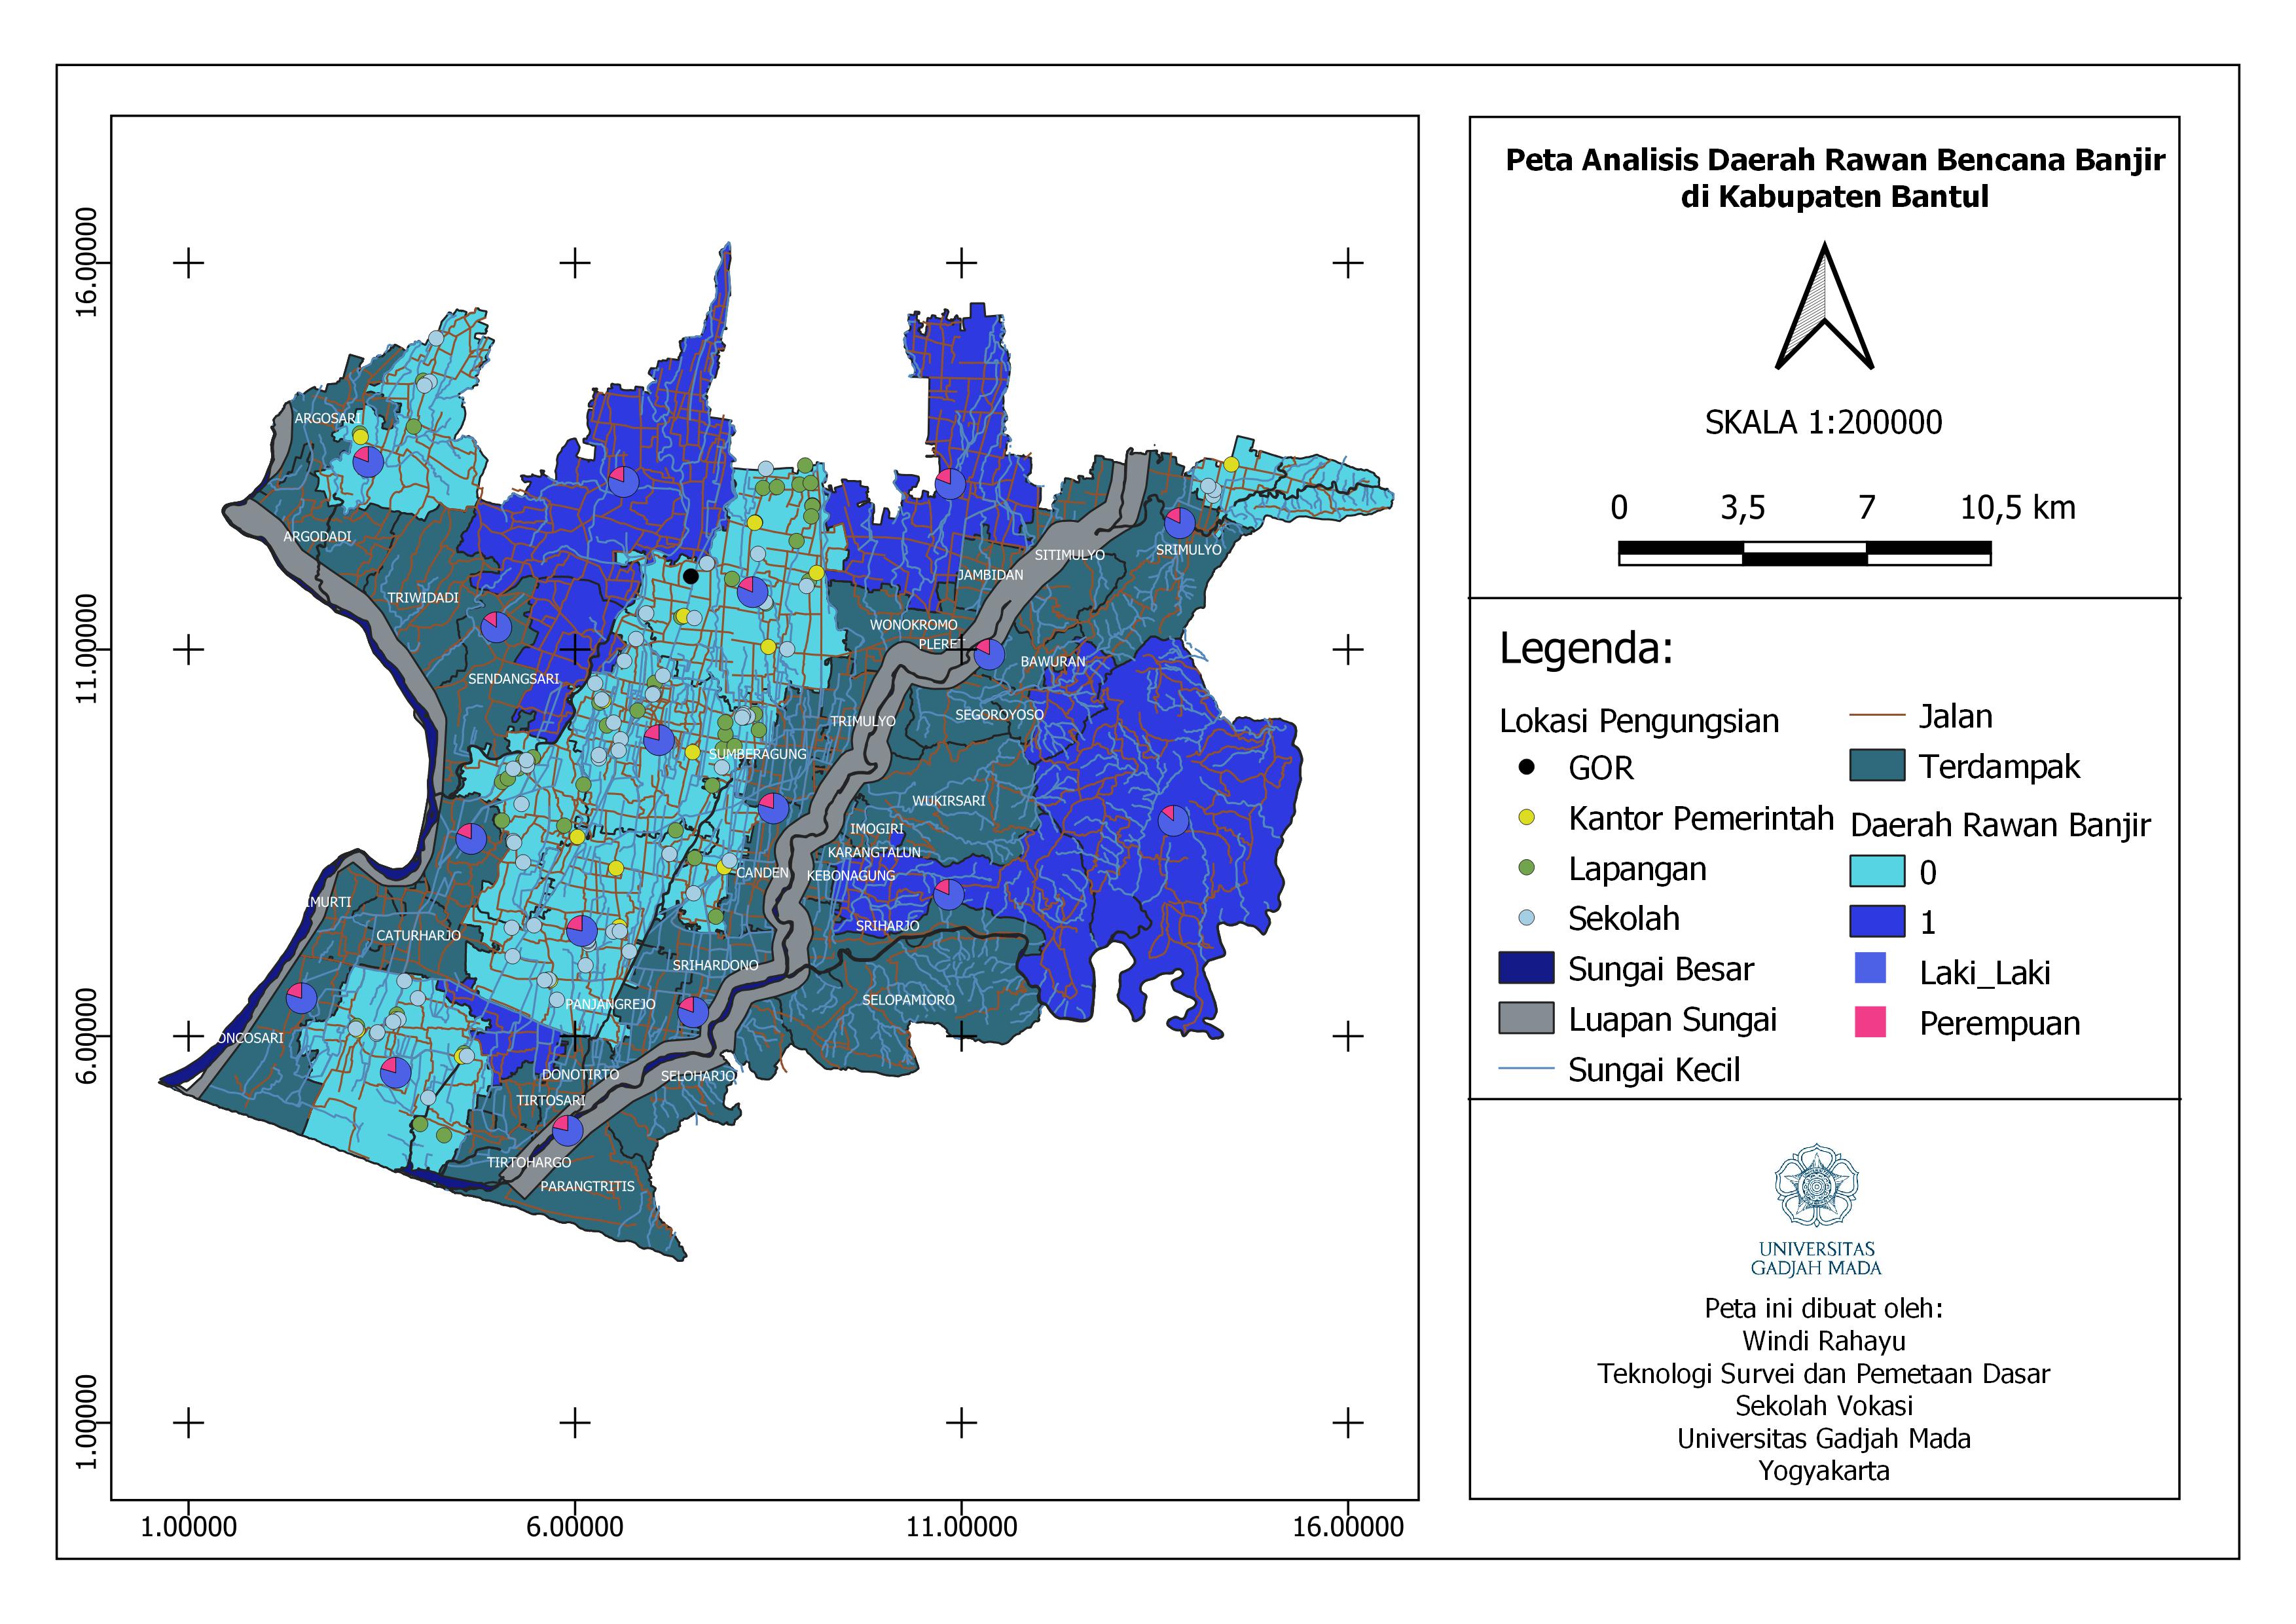 Peta Analisis Daerah Rawan Bencana Banjir
di Kabupaten Bantul
SKALA 1:200000
0 3,5 7 10,5 km
Legenda:
Lokasi Pengungsian
GOR
Kantor Pemerintah
Lapangan
Sekolah
Sungai Besar
Luapan Sungai
Sungai Kecil
Jalan
Terdampak
Daerah Rawan Banjir
0
1
Laki_Laki
Perempuan
UNIVERSITAS
GADJAH MADA
Peta ini dibuat oleh:
Windi Rahayu
Teknologi Survei dan Pemetaan Dasar
Sekolah Vokasi
Universitas Gadjah Mada
Yogyakarta
16.00000
11.00000
6.00000
1.00000
1.00000 6.00000 11.00000 16.00000
ARGOSARI
ARGODADI
TRIWIDADI
SENDANGSARI
SITIMULYO
SRIMULYO
JAMBIDAN
WONOKROMO
PLERE
BAWURAN
SEGOROYOSO
TRIMULYO
SUMBERAGUNG
WUKIRSARI
IMOGIRI
KARANGTALUN
CANDEN
KEBONAGUNG
IMURTI
CATURHARJO
SRIHARJO
SRIHARDONO
SELOPAMIORO
PANJANGREJO
ONCOSARI
DONOTIRTO
SELOHARJO
TIRTOSARI
TIRTOHARGO
PARANGTRITIS